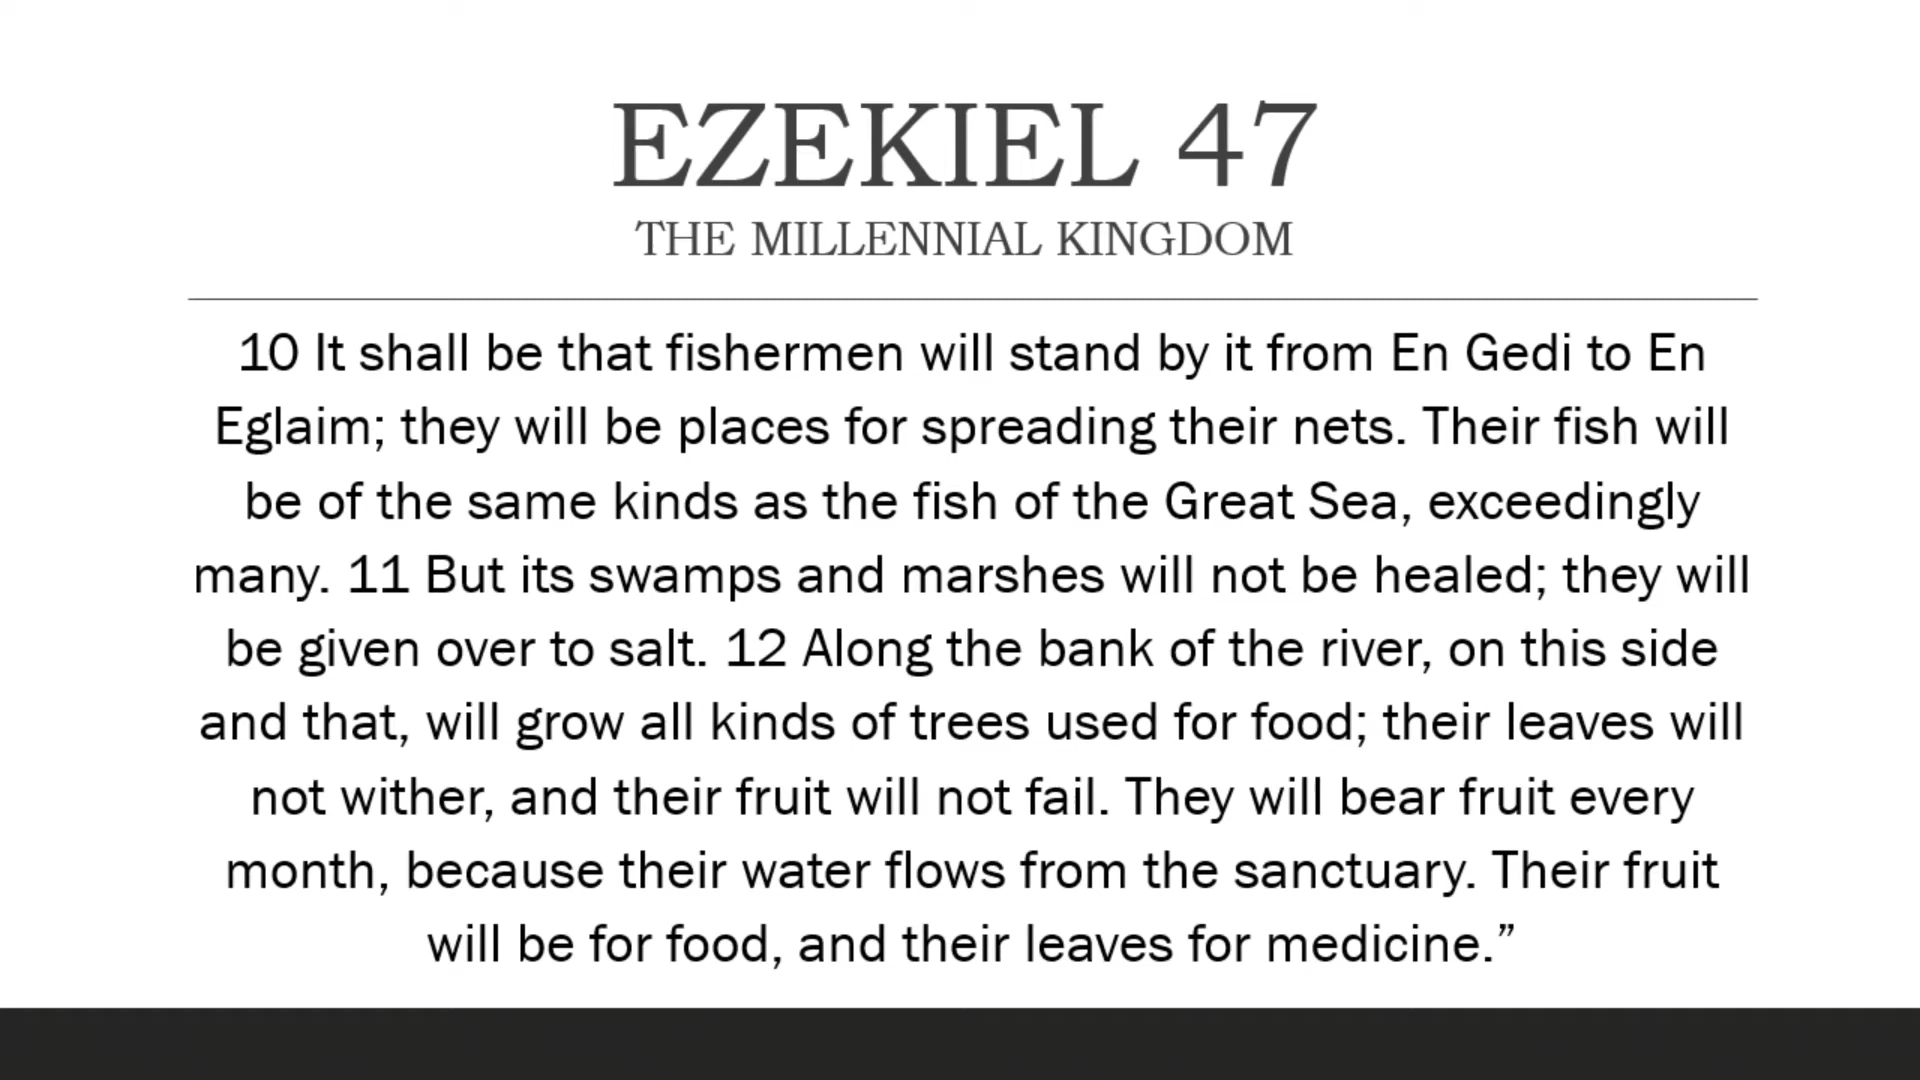 EZEKIEL 47
THE MILLENNIAL KINGDOM
10 It shall be that fishermen will stand by it from En Gedi to En
Eglaim; they will be places for spreading their nets. Their fish will
be of the same kinds as the fish of the Great Sea, exceedingly
many. 11 But its swamps and marshes will not be healed; they will
be given over to salt. 12 Along the bank of the river, on this side
and that, will grow all kinds of trees used for food; their leaves will
not wither, and their fruit will not fail. They will bear fruit every
month, because their water flows from the sanctuary. Their fruit
will be for food, and their leaves for medicine.”